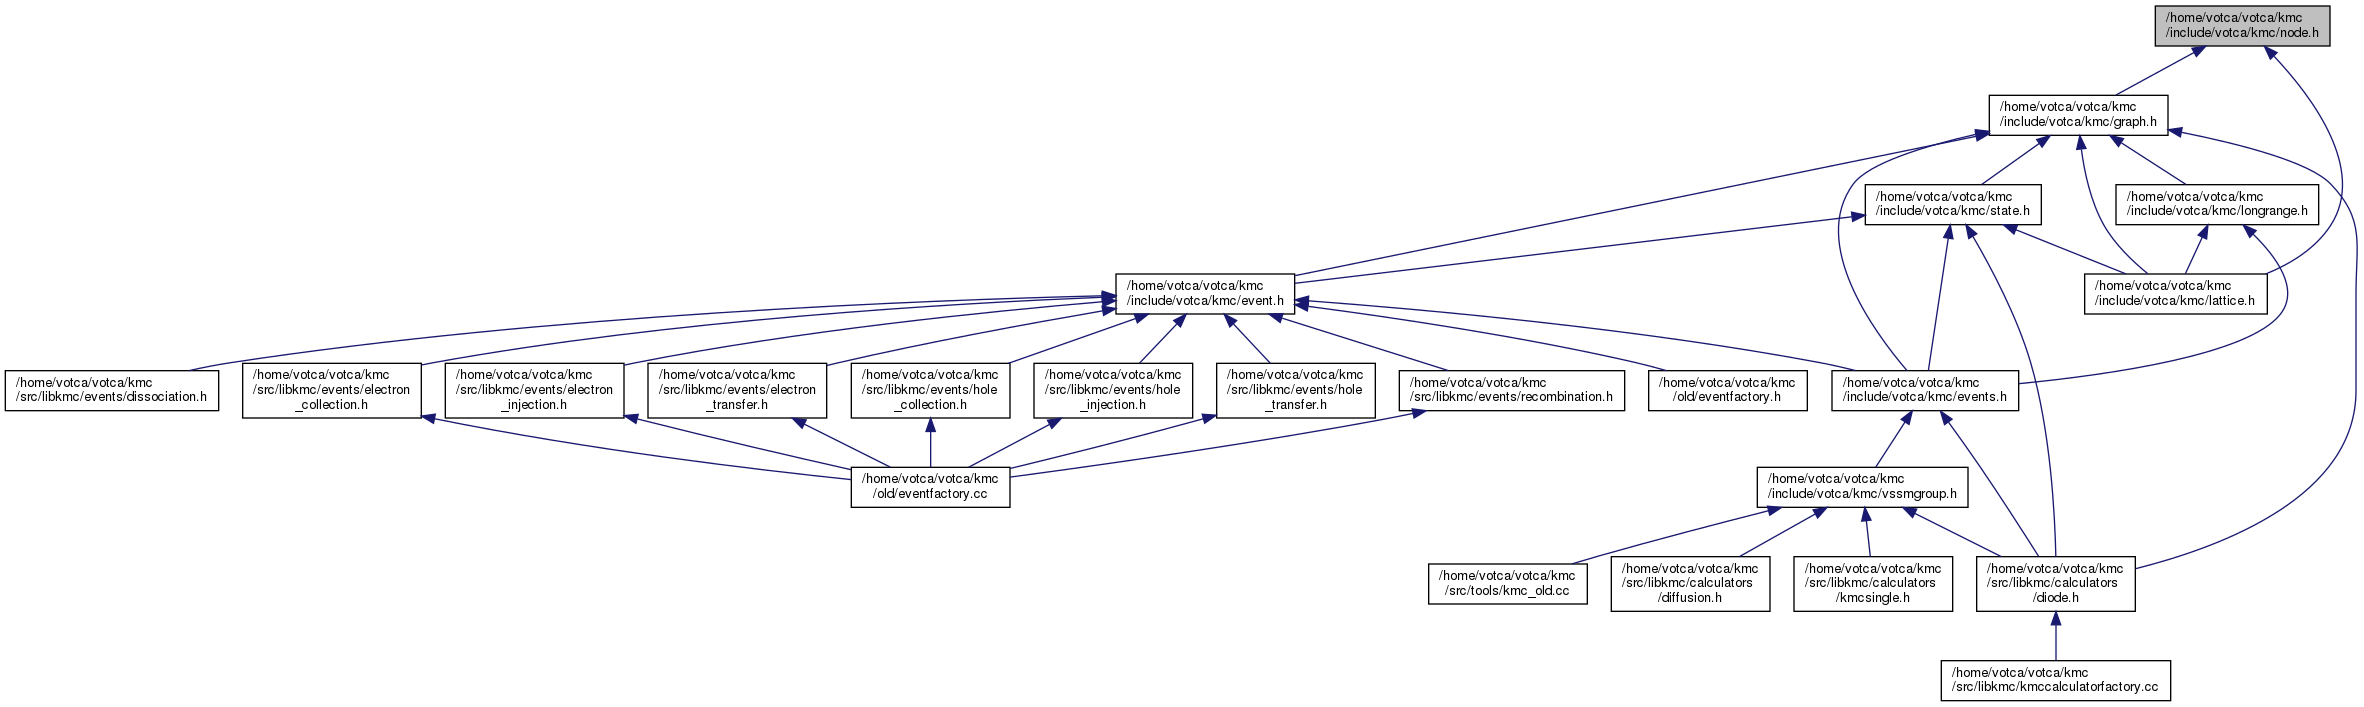 /home/votca/votca/kmc
/include/votca/kmc/node.h
/home/votca/votca/kmc
/include/votca/kmc/graph.h
/home/votca/votca/kmc
/include/votca/kmc/state.h
/home/votca/votca/kmc
/include/votca/kmc/longrange.h
/home/votca/votca/kmc
/include/votca/kmc/event.h
/home/votca/votca/kmc
/include/votca/kmc/lattice.h
/home/votca/votca/kmc
/src/libkmc/events/dissociation.h
/home/votca/votca/kmc
/src/libkmc/events/electron
_collection.h
/home/votca/votca/kmc
/src/libkmc/events/electron
_injection.h
/home/votca/votca/kmc
/src/libkmc/events/electron
_transfer.h
/home/votca/votca/kmc
/src/libkmc/events/hole
_collection.h
/home/votca/votca/kmc
/src/libkmc/events/hole
_injection.h
/home/votca/votca/kmc
/src/libkmc/events/hole
_transfer.h
/home/votca/votca/kmc
/src/libkmc/events/recombination.h
/home/votca/votca/kmc
/old/eventfactory.h
/home/votca/votca/kmc
/include/votca/kmc/events.h
/home/votca/votca/kmc
/old/eventfactory.cc
/home/votca/votca/kmc
/include/votca/kmc/vssmgroup.h
/home/votca/votca/kmc
/src/tools/kmc_old.cc
/home/votca/votca/kmc
/src/libkmc/calculators
/diffusion.h
/home/votca/votca/kmc
/src/libkmc/calculators
/kmcsingle.h
/home/votca/votca/kmc
/src/libkmc/calculators
/diode.h
/home/votca/votca/kmc
/src/libkmc/kmccalculatorfactory.cc